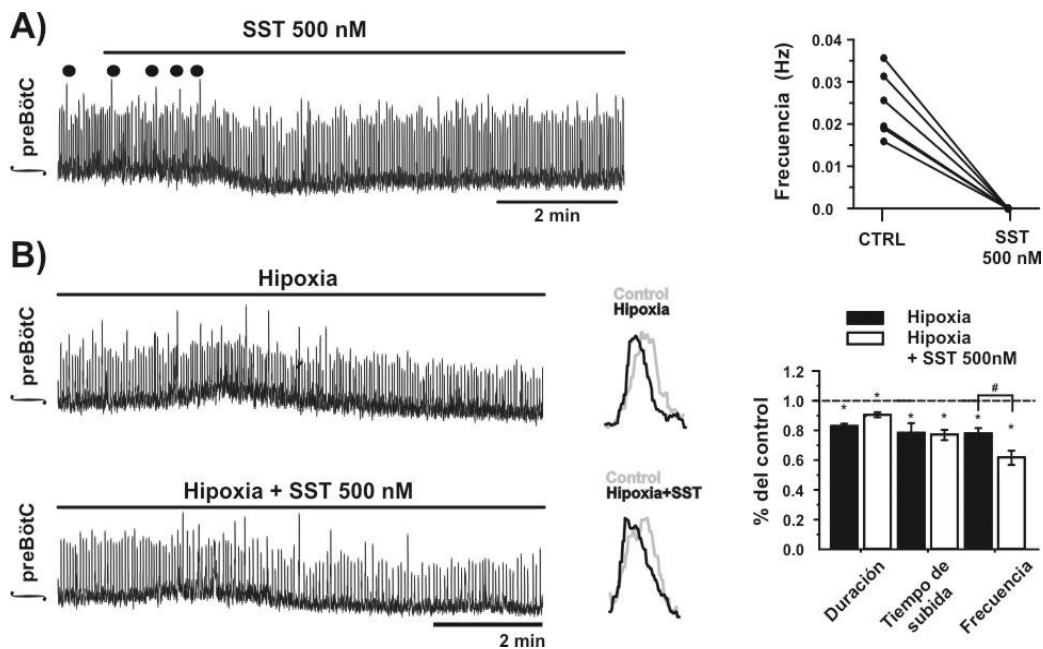 A)
SST 500 nM
∫ preBötC
2 min
Frecuencia (Hz)
0.04
0.03
0.02
0.01
0.0
CTRL
SST
500 nM
B)
Hipoxia
∫ preBötC
Control
Hipoxia
Hipoxia + SST 500 nM
∫ preBötC
2 min
Control
Hipoxia+SST
Hipoxia
Hipoxia
+ SST 500nM
% del control
1.2
1.0
0.8
0.6
0.4
0.2
0.0
* * * * * * #
Duración
Tiempo de
subida
Frecuencia